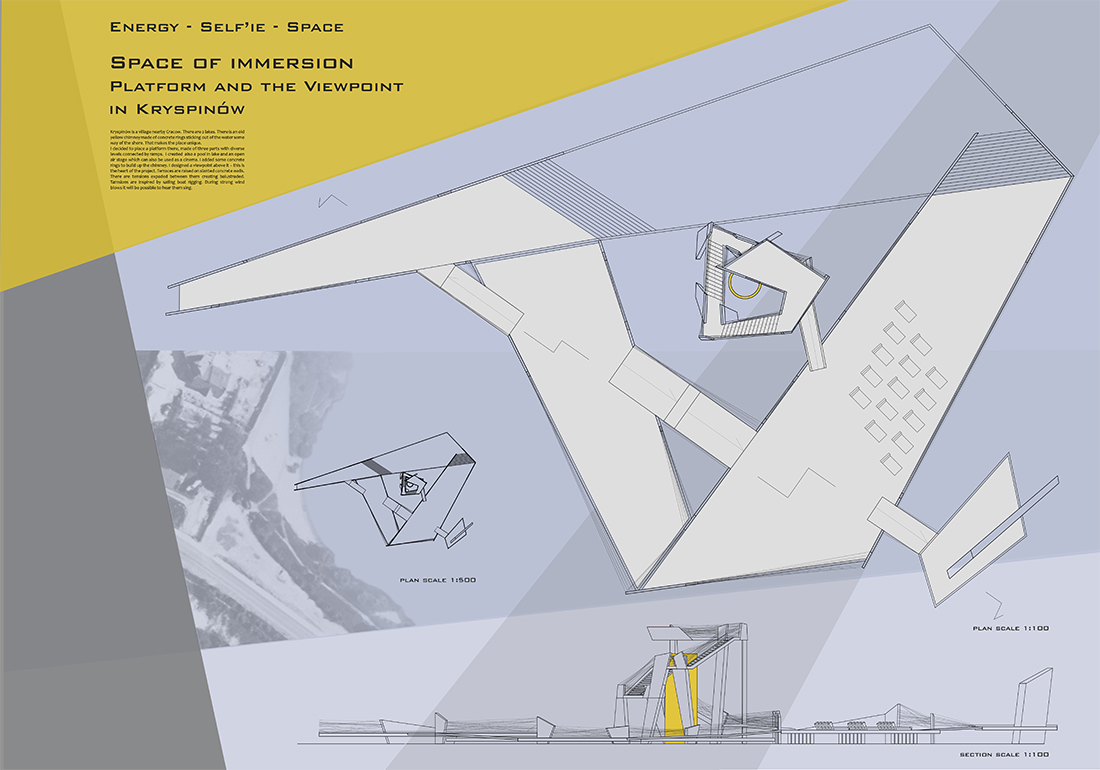 Energy - Self'ie - Space
Space of immersion
Platform and the Viewpoint
in Kryspinów
Kryspinów is a village nearby Cracow. There are 2 lakes. There is an old
yellow chimney made of concrete rings sticking out of the water some
way of the shore. That makes the place unique.
I decided to place a platform there, made of three parts with diverse
levels connected by ramps. I created also a pool in lake and an open
air stage which can also be used as a cinema. I added some concrete
rings to build up the chimney. I designed a viewpoint above it - this is
the heart of the project. Terraces are raised on slanted concrete walls.
There are tensions expaded between them creating balustraded.
Tensions are inspired by sailing boat rigging. During strong wind
blows it will be possible to hear them sing.
plan scale 1:500
plan scale 1:100
section scale 1:100